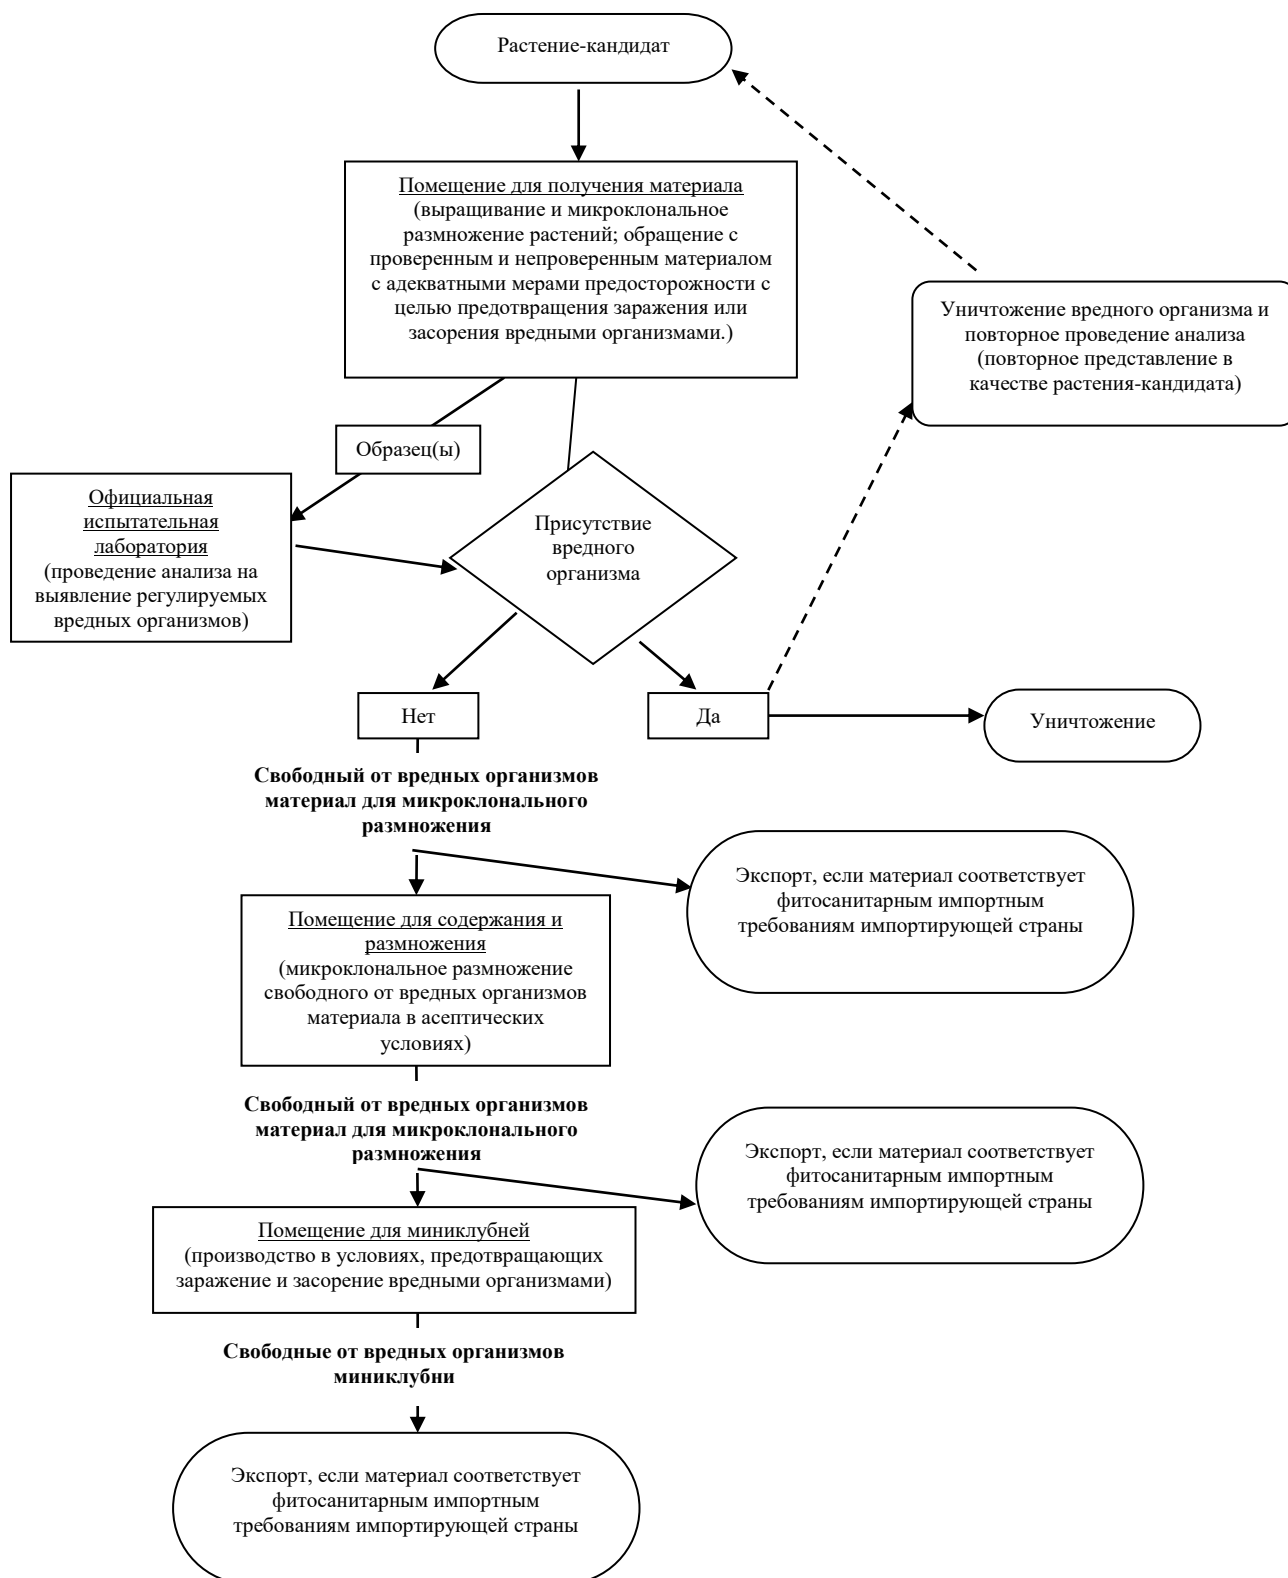 Растение-кандидат
Помещение для получения материала
(выращивание и микроклональное
размножение растений; обращение с
проверенным и непроверенным материалом
с адекватными мерами предосторожности с
целью предотвращения заражения или
засорения вредными организмами.)
Уничтожение вредного организма и
повторное проведение анализа
(повторное представление в
качестве растения-кандидата)
Образец(ы)
Официальная
испытательная
лаборатория
(проведение анализа на
выявление регулируемых
вредных организмов)
Присутствие
вредного
организма
Нет
Да
Уничтожение
Свободный от вредных организмов
материал для микроклонального
размножения
Экспорт, если материал соответствует
фитосанитарным импортным
требованиям импортирующей страны
Помещение для содержания и
размножения
(микроклональное размножение
свободного от вредных организмов
материала в асептических
условиях)
Свободный от вредных организмов
материал для микроклонального
размножения
Экспорт, если материал соответствует
фитосанитарным импортным
требованиям импортирующей страны
Помещение для миниклубней
(производство в условиях, предотвращающих
заражение и засорение вредными организмами)
Свободные от вредных организмов
миниклубни
Экспорт, если материал соответствует
фитосанитарным импортным
требованиям импортирующей страны